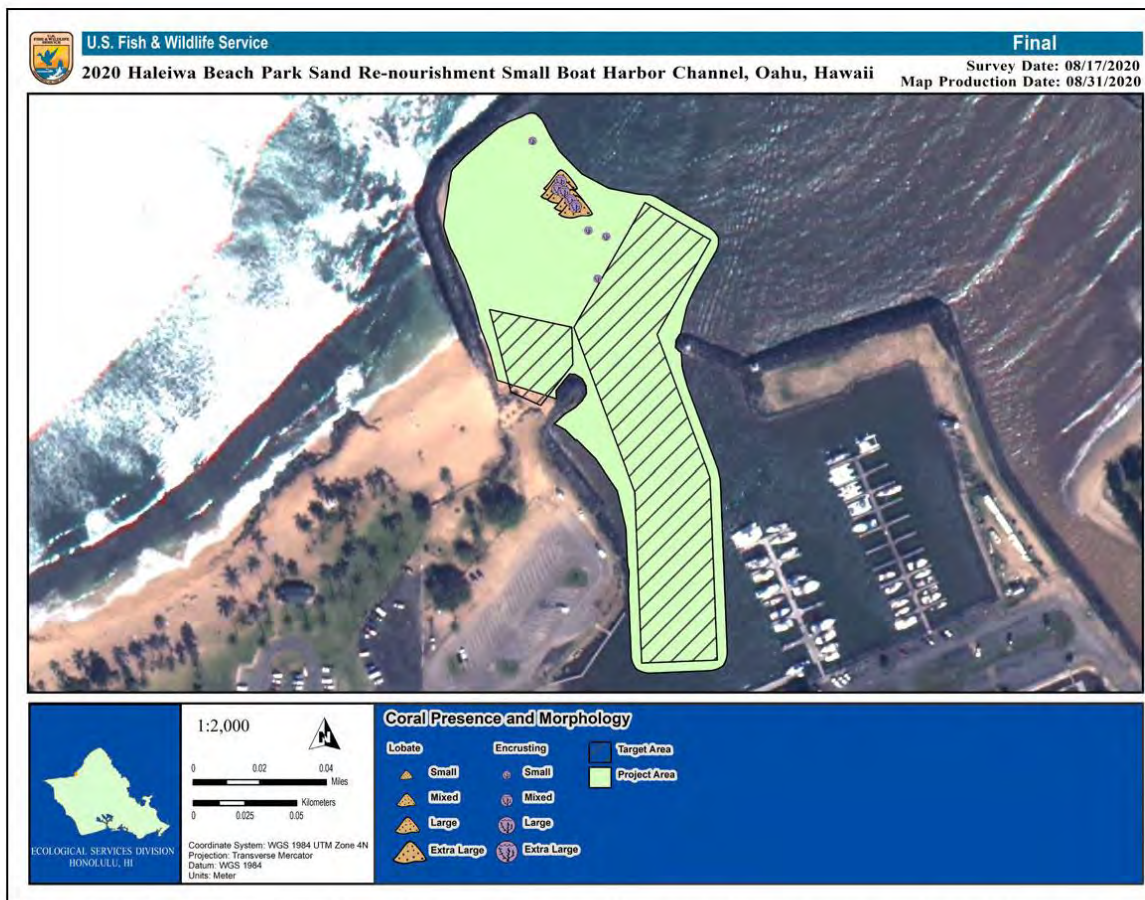 U.S.
FISH & WILDLIFE
SERVICE
U.S. Fish & Wildlife Service
Final
2020 Haleiwa Beach Park Sand Re-nourishment Small Boat Harbor Channel, Oahu, Hawaii
Survey Date: 08/17/2020
Map Production Date: 08/31/2020
ECOLOGICAL SERVICES DIVISION
HONOLULU, HI
1:2,000
N
0 0.02 0.04
Miles
Kilometers
0 0.025 0.05
Coordinate System: WGS 1984 UTM Zone 4N
Projection: Transverse Mercator
Datum: WGS 1984
Units: Meter
Coral Presence and Morphology
Lobate
Small
Mixed
Large
Extra Large
Encrusting
Small
Mixed
Large
Extra Large
Target Area
Project Area